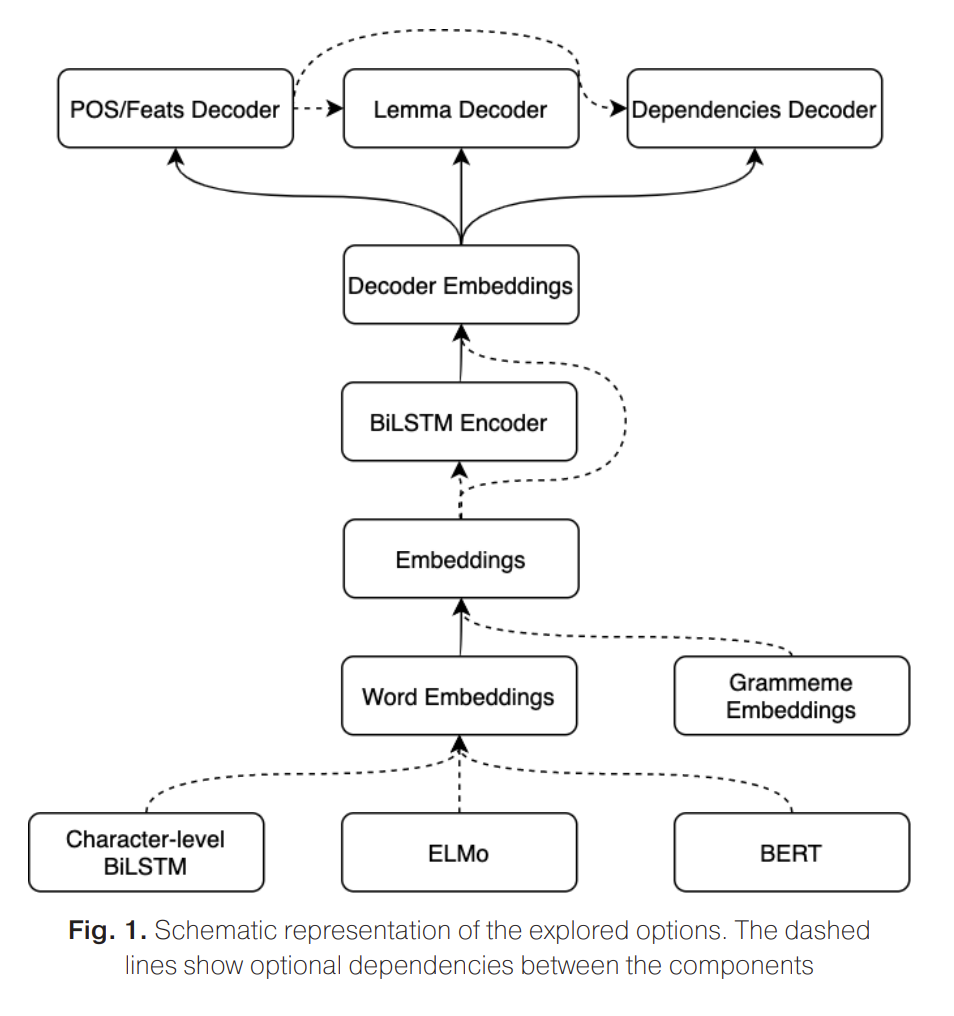 POS/Feats Decoder
Lemma Decoder
Dependencies Decoder
Decoder Embeddings
BiLSTM Encoder
Embeddings
Word Embeddings
Grammeme
Embeddings
Character-level
BiLSTM
ELMo
BERT
Fig. 1. Schematic representation of the explored options. The dashed
lines show optional dependencies between the components